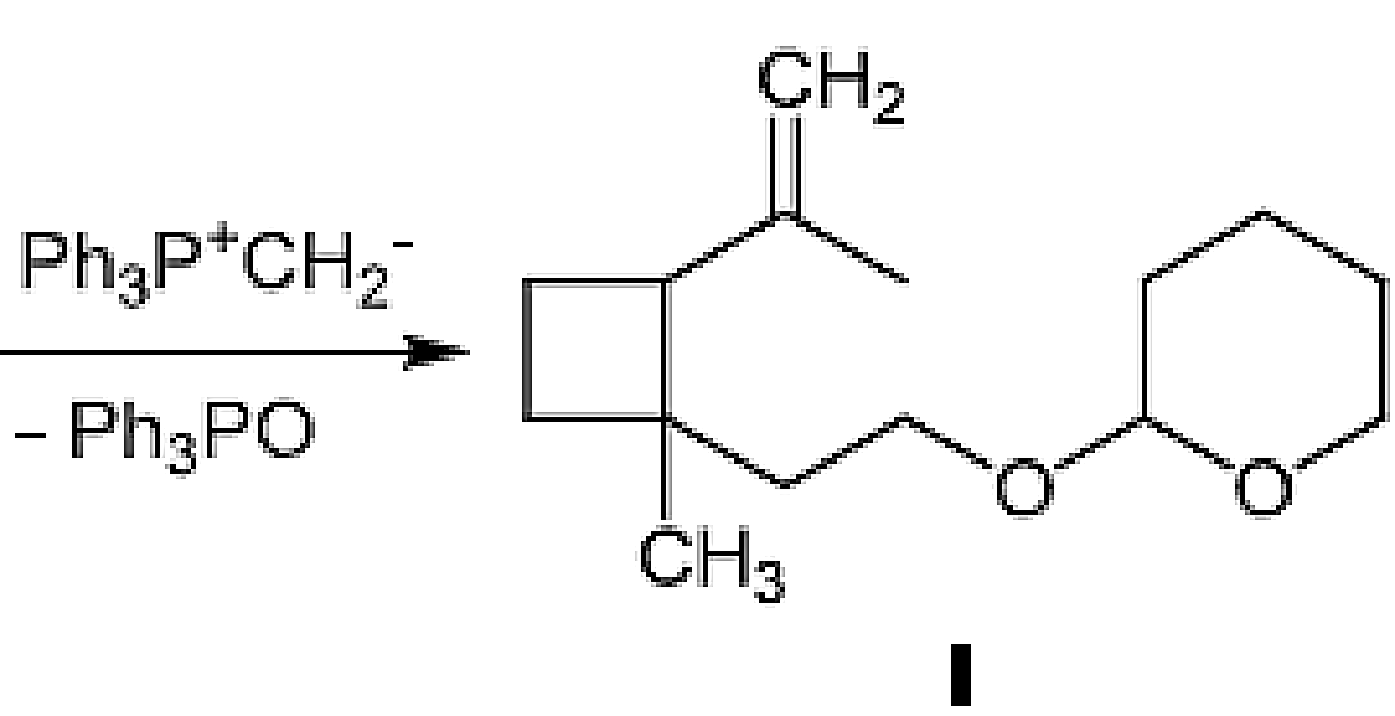 CH₂
Ph₃P⁺CH₂⁻
– Ph₃PO
O
O
CH₃
I